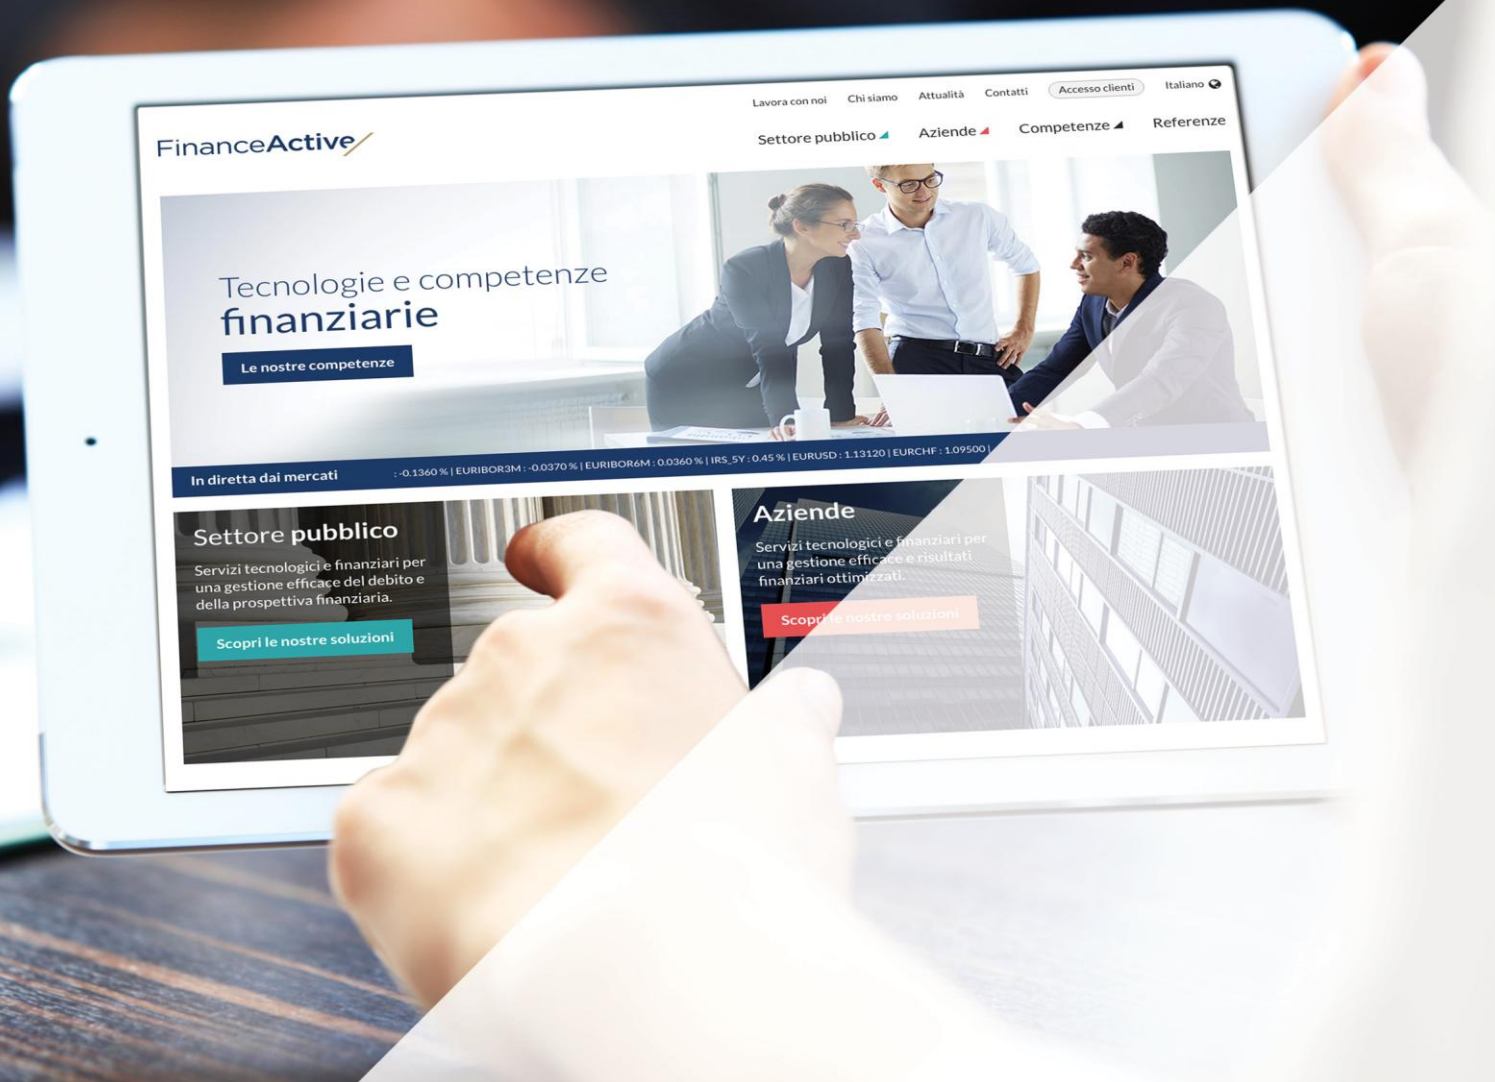 Lavora con noi Chi siamo Attualità Contatti Accesso clienti Italiano
FinanceActive
Settore pubblico Aziende Competenze Referenze
Tecnologie e competenze
finanziarie
Le nostre competenze
In diretta dai mercati : -0.1360 % | EURIBOR3M : -0.0370 % | EURIBOR6M : 0.0360 % | IRS_5Y : 0.45 % | EURUSD : 1.13120 | EURCHF : 1.09500 |
Settore pubblico
Servizi tecnologici e finanziari per
una gestione efficace del debito e
della prospettiva finanziaria.
Scopri le nostre soluzioni
Aziende
Servizi tecnologici e finanziari per
una gestione efficace e risultati
finanziari ottimizzati.
Scopri le nostre soluzioni